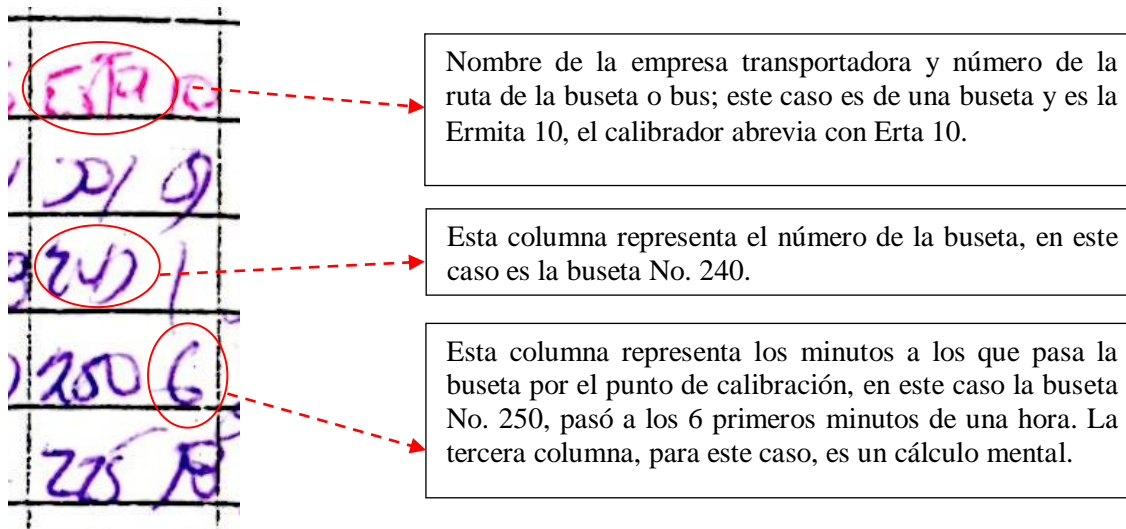 Erta 10
Nombre de la empresa transportadora y número de la
ruta de la buseta o bus; este caso es de una buseta y es la
Ermita 10, el calibrador abrevia con Erta 10.
201 09
240 1
Esta columna representa el número de la buseta, en este
caso es la buseta No. 240.
250 6
Esta columna representa los minutos a los que pasa la
buseta por el punto de calibración, en este caso la buseta
No. 250, pasó a los 6 primeros minutos de una hora. La
tercera columna, para este caso, es un cálculo mental.
225 18